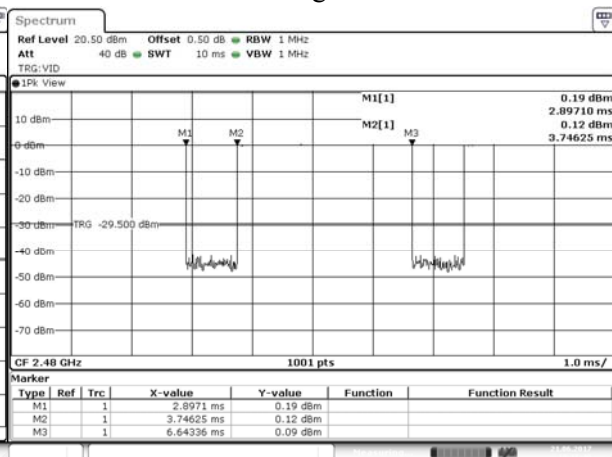 Spectrum
Ref Level 20.50 dBm Offset 0.50 dB RBW 1 MHz
Att 40 dB SWT 10 ms VBW 1 MHz
TRG:VID
1Pk View
M1[1] 0.19 dBm
2.89710 ms
10 dBm
M2[1] 0.12 dBm
3.74625 ms
M1 M2 M3
0 dBm
-10 dBm
-20 dBm
-30 dBm TRG -29.500 dBm
-40 dBm
-50 dBm
-60 dBm
-70 dBm
CF 2.48 GHz 1001 pts 1.0 ms/
Marker
Type Ref Trc X-value Y-value Function Function Result
M1 1 2.8971 ms 0.19 dBm
M2 1 3.74625 ms 0.12 dBm
M3 1 6.64336 ms 0.09 dBm